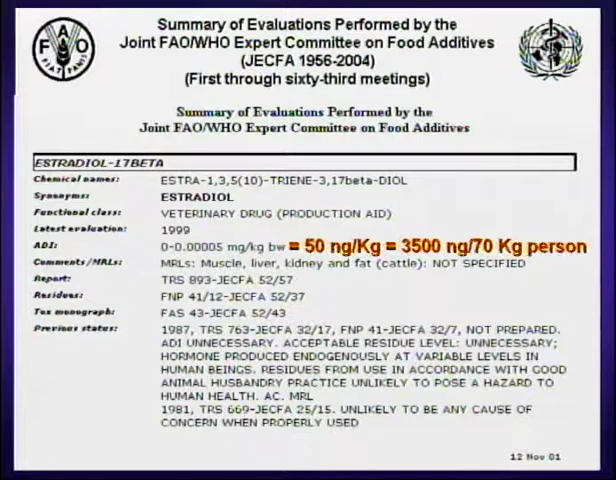 Summary of Evaluations Performed by the
Joint FAO/WHO Expert Committee on Food Additives
(JECFA 1956-2004)
(First through sixty-third meetings)
FAO
FIAT PANIS
Summary of Evaluations Performed by the
Joint FAO/WHO Expert Committee on Food Additives
ESTRADIOL-17BETA
Chemical names: ESTRA-1,3,5(10)-TRIENE-3,17beta-DIOL
Synonyms: ESTRADIOL
Functional class: VETERINARY DRUG (PRODUCTION AID)
Latest evaluation: 1999
ADI: 0-0.00005 mg/kg bw = 50 ng/Kg = 3500 ng/70 Kg person
Comments/MRLs: MRLs: Muscle, liver, kidney and fat (cattle): NOT SPECIFIED
Report: TRS 893-JECFA 52/57
Residues: FNP 41/12-JECFA 52/37
Tox monograph: FAS 43-JECFA 52/43
Previous status: 1987, TRS 763-JECFA 32/17, FNP 41-JECFA 32/7, NOT PREPARED.
ADI UNNECESSARY. ACCEPTABLE RESIDUE LEVEL: UNNECESSARY;
HORMONE PRODUCED ENDOGENOUSLY AT VARIABLE LEVELS IN
HUMAN BEINGS. RESIDUES FROM USE IN ACCORDANCE WITH GOOD
ANIMAL HUSBANDRY PRACTICE UNLIKELY TO POSE A HAZARD TO
HUMAN HEALTH. AC. MRL
1981, TRS 669-JECFA 25/15. UNLIKELY TO BE ANY CAUSE OF
CONCERN WHEN PROPERLY USED
12 Nov 01